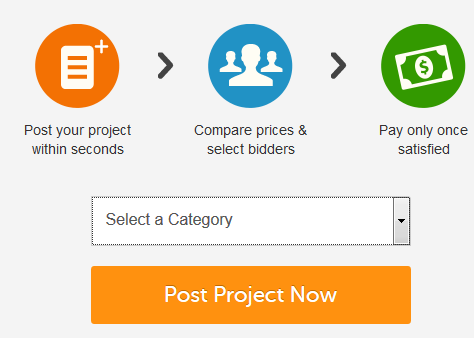 Post your project
within seconds
Compare prices &
select bidders
Pay only once
satisfied
Select a Category
Post Project Now